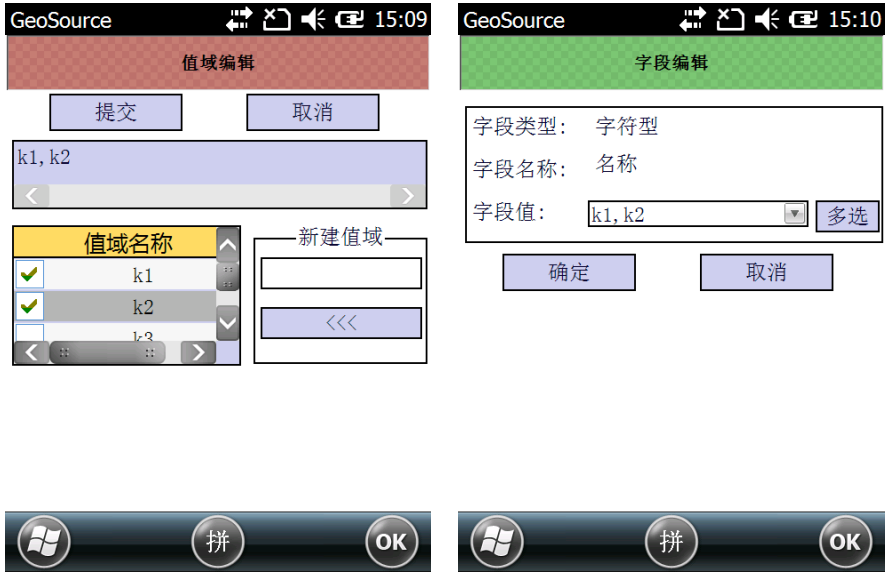 GeoSource 15:09
值域编辑
提交 取消
k1,k2
值域名称
k1
k2
k3
新建值域
<<<
拼 OK
GeoSource 15:10
字段编辑
字段类型: 字符型
字段名称: 名称
字段值: k1,k2 多选
确定 取消
拼 OK